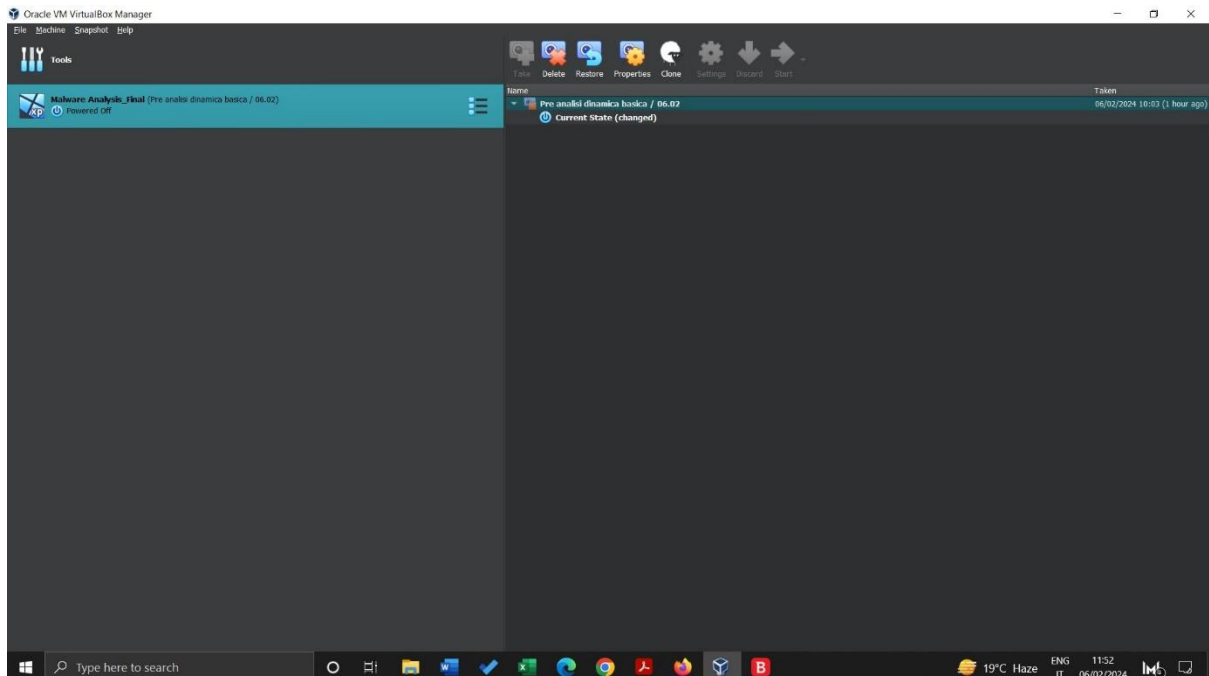 Oracle VM VirtualBox Manager
File Machine Snapshot Help
Tools
Take Delete Restore Properties Clone Settings Discard Start
Malware Analysis_Final (Pre analisi dinamica basica / 06.02)
Powered Off
Name Taken
Pre analisi dinamica basica / 06.02 06/02/2024 10:03 (1 hour ago)
Current State (changed)
Type here to search
19°C Haze
ENG
IT
11:52
06/02/2024